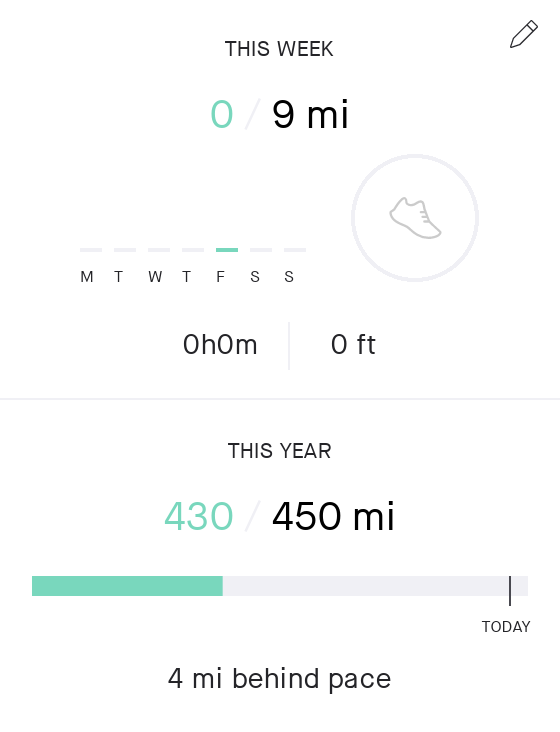 THIS WEEK
0 / 9 mi
M T W T F S S
0h0m 0 ft
THIS YEAR
430 / 450 mi
TODAY
4 mi behind pace